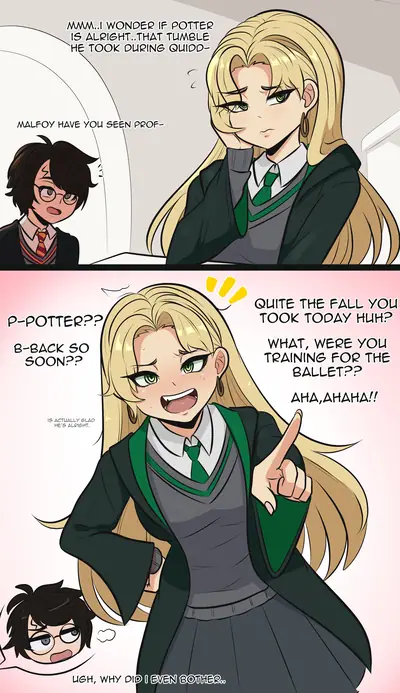 MMM..I WONDER IF POTTER
IS ALRIGHT..THAT TUMBLE
HE TOOK DURING QUIDD-
MALFOY HAVE YOU SEEN PROF-
P-POTTER??
B-BACK SO
SOON??
QUITE THE FALL YOU
TOOK TODAY HUH?
WHAT, WERE YOU
TRAINING FOR THE
BALLET??
AHA,AHAHA!!
IS ACTUALLY GLAD
HE'S ALRIGHT.
UGH, WHY DID I EVEN BOTHER..